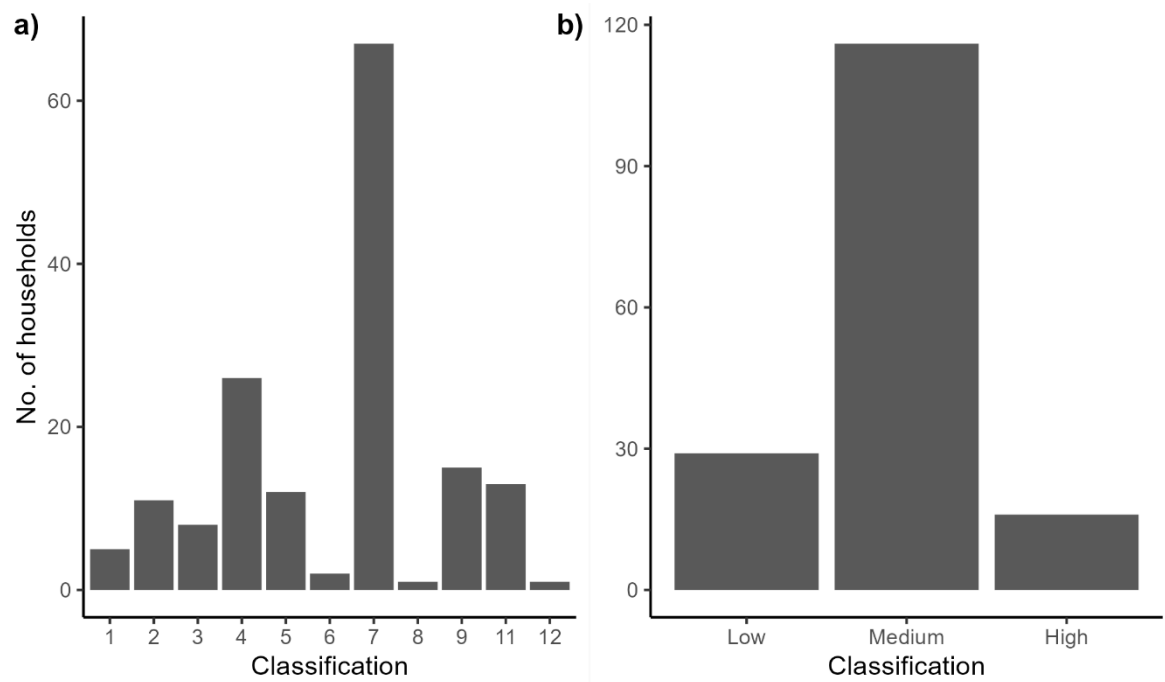 a)
No. of households
60
40
20
0
1 2 3 4 5 6 7 8 9 11 12
Classification
b)
120
90
60
30
0
Low Medium High
Classification